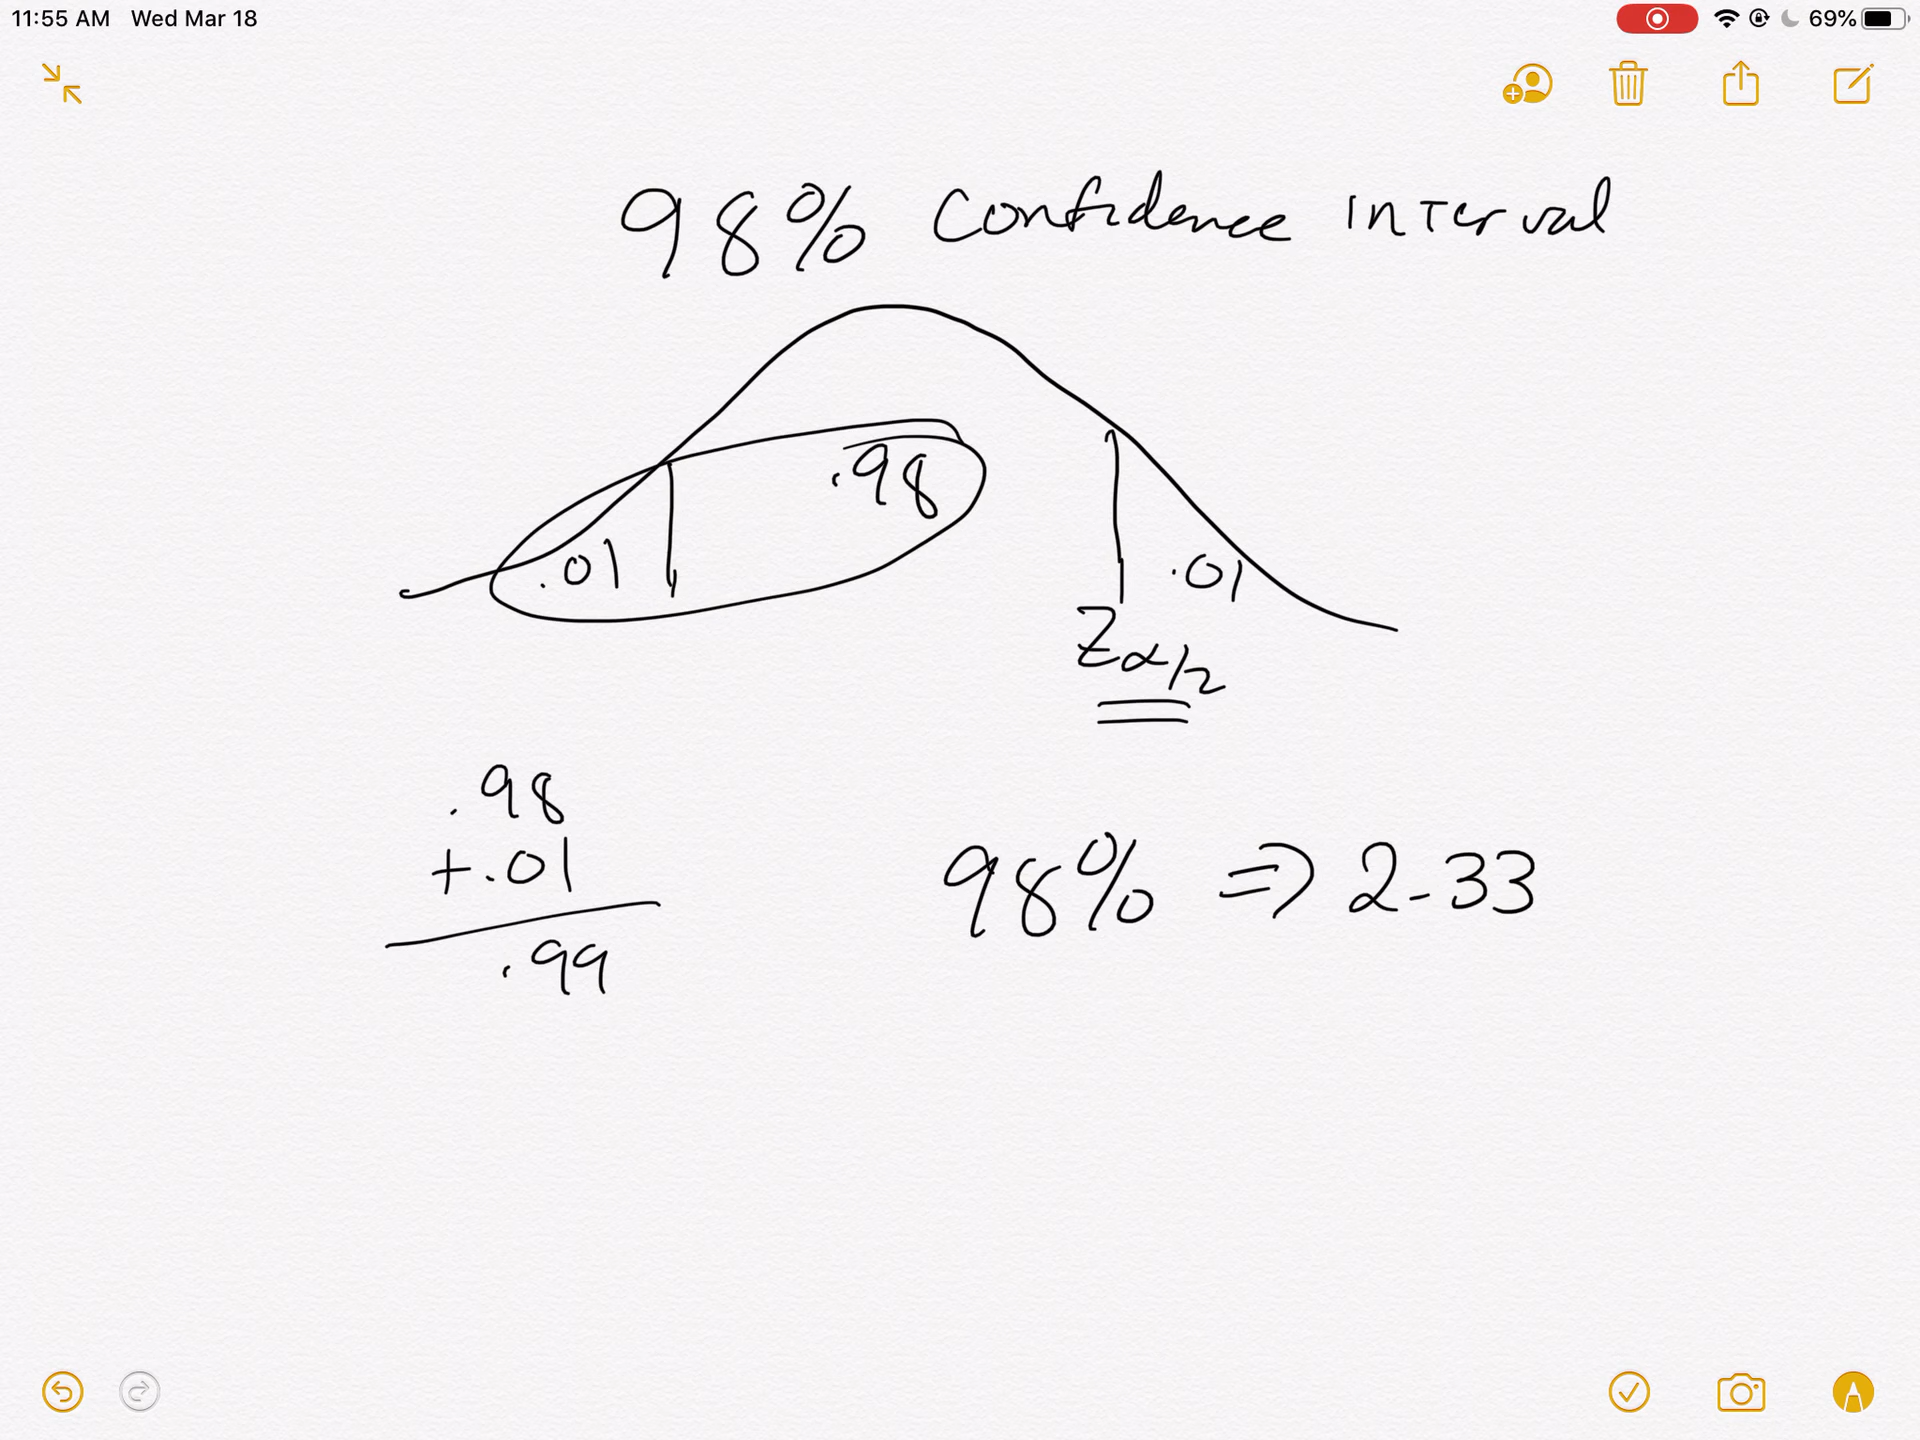 11:55 AM Wed Mar 18 69%
98% Confidence Interval
.98
.01 .01
Zα/2
.98
+.01
.99
98% ⇒ 2.33